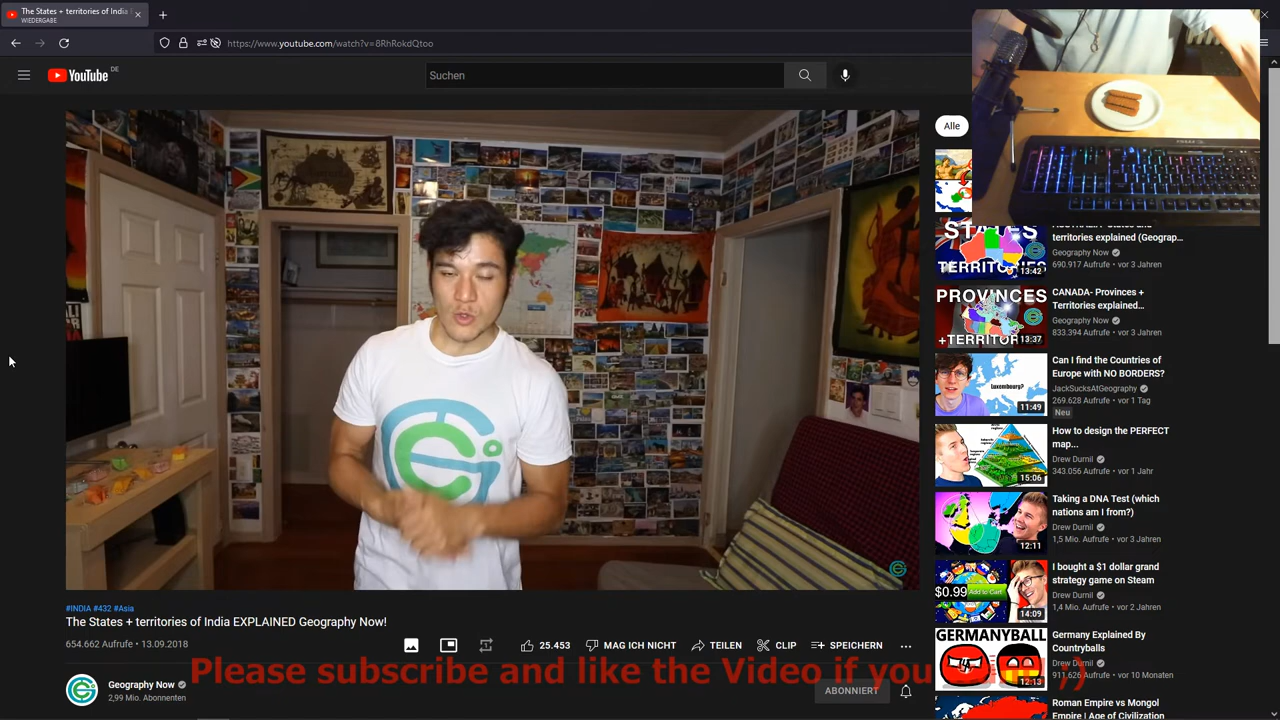 The States + territories of India
WIEDERGABE
https://www.youtube.com/watch?v=8RhRokdQtoo
YouTube DE
Suchen
Alle
STATES
TERRITORIES
13:42
territories explained (Geograp...
Geography Now
690.917 Aufrufe • vor 3 Jahren
PROVINCES
+TERRITOR
13:37
CANADA- Provinces +
Territories explained...
Geography Now
833.394 Aufrufe • vor 3 Jahren
Luxembourg?
11:49
Can I find the Countries of
Europe with NO BORDERS?
JackSucksAtGeography
269.628 Aufrufe • vor 1 Tag
Neu
15:06
How to design the PERFECT
map...
Drew Durnil
343.056 Aufrufe • vor 1 Jahr
12:11
Taking a DNA Test (which
nations am I from?)
Drew Durnil
1,5 Mio. Aufrufe • vor 3 Jahren
$0.99 Add to Cart
14:09
I bought a $1 dollar grand
strategy game on Steam
Drew Durnil
1,4 Mio. Aufrufe • vor 2 Jahren
GERMANYBALL
12:13
Germany Explained By
Countryballs
Drew Durnil
911.626 Aufrufe • vor 10 Monaten
Roman Empire vs Mongol
Empire | Age of Civilization
#INDIA #432 #Asia
The States + territories of India EXPLAINED Geography Now!
654.662 Aufrufe • 13.09.2018
25.453 MAG ICH NICHT TEILEN CLIP SPEICHERN
Please subscribe and like the Video if you
Geography Now
2,99 Mio. Abonnenten
ABONNIERT